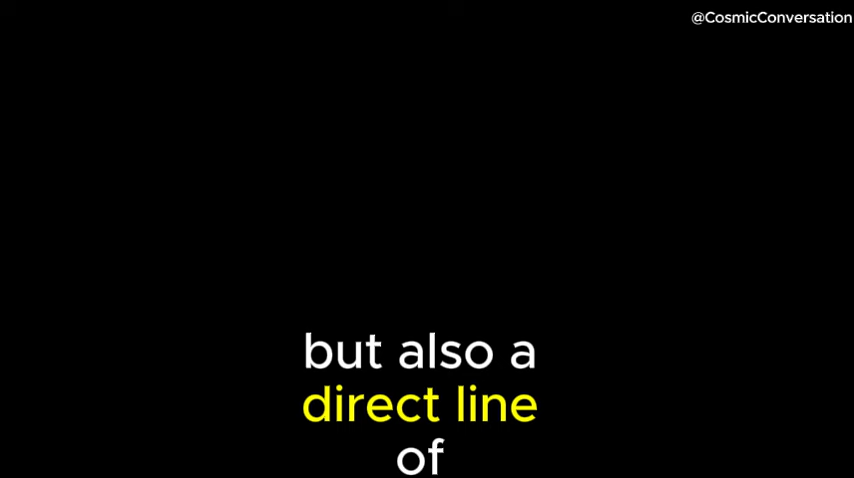 @CosmicConversation
but also a
direct line
of